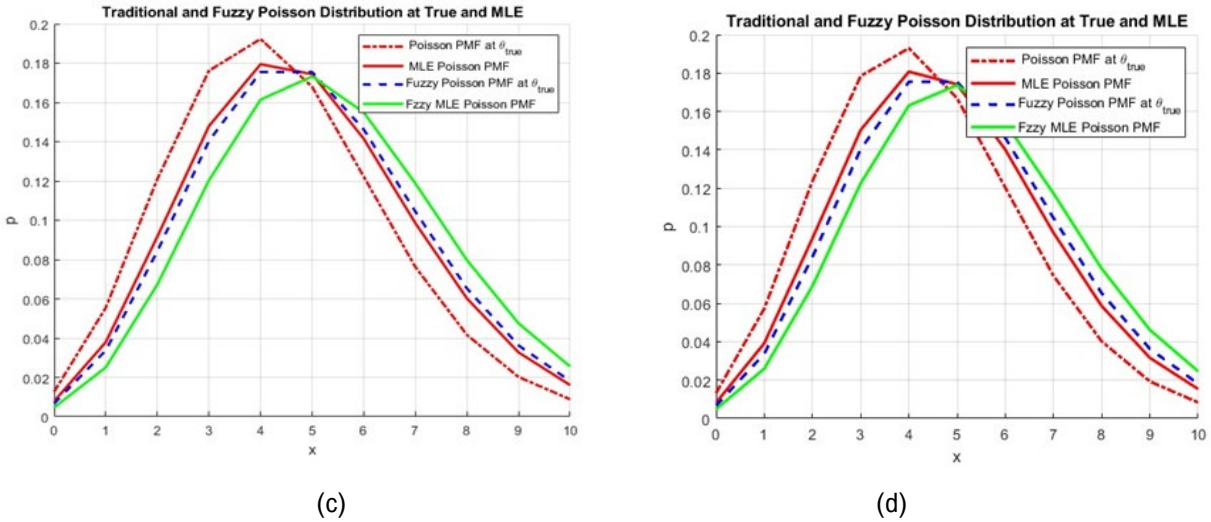 Traditional and Fuzzy Poisson Distribution at True and MLE
0.2
0.18
0.16
0.14
0.12
0.1
0.08
0.06
0.04
0.02
0
p
Poisson PMF at θtrue
MLE Poisson PMF
Fuzzy Poisson PMF at θtrue
Fzzy MLE Poisson PMF
0 1 2 3 4 5 6 7 8 9 10
x
(c)
Traditional and Fuzzy Poisson Distribution at True and MLE
0.2
0.18
0.16
0.14
0.12
0.1
0.08
0.06
0.04
0.02
0
p
Poisson PMF at θtrue
MLE Poisson PMF
Fuzzy Poisson PMF at θtrue
Fzzy MLE Poisson PMF
0 1 2 3 4 5 6 7 8 9 10
x
(d)